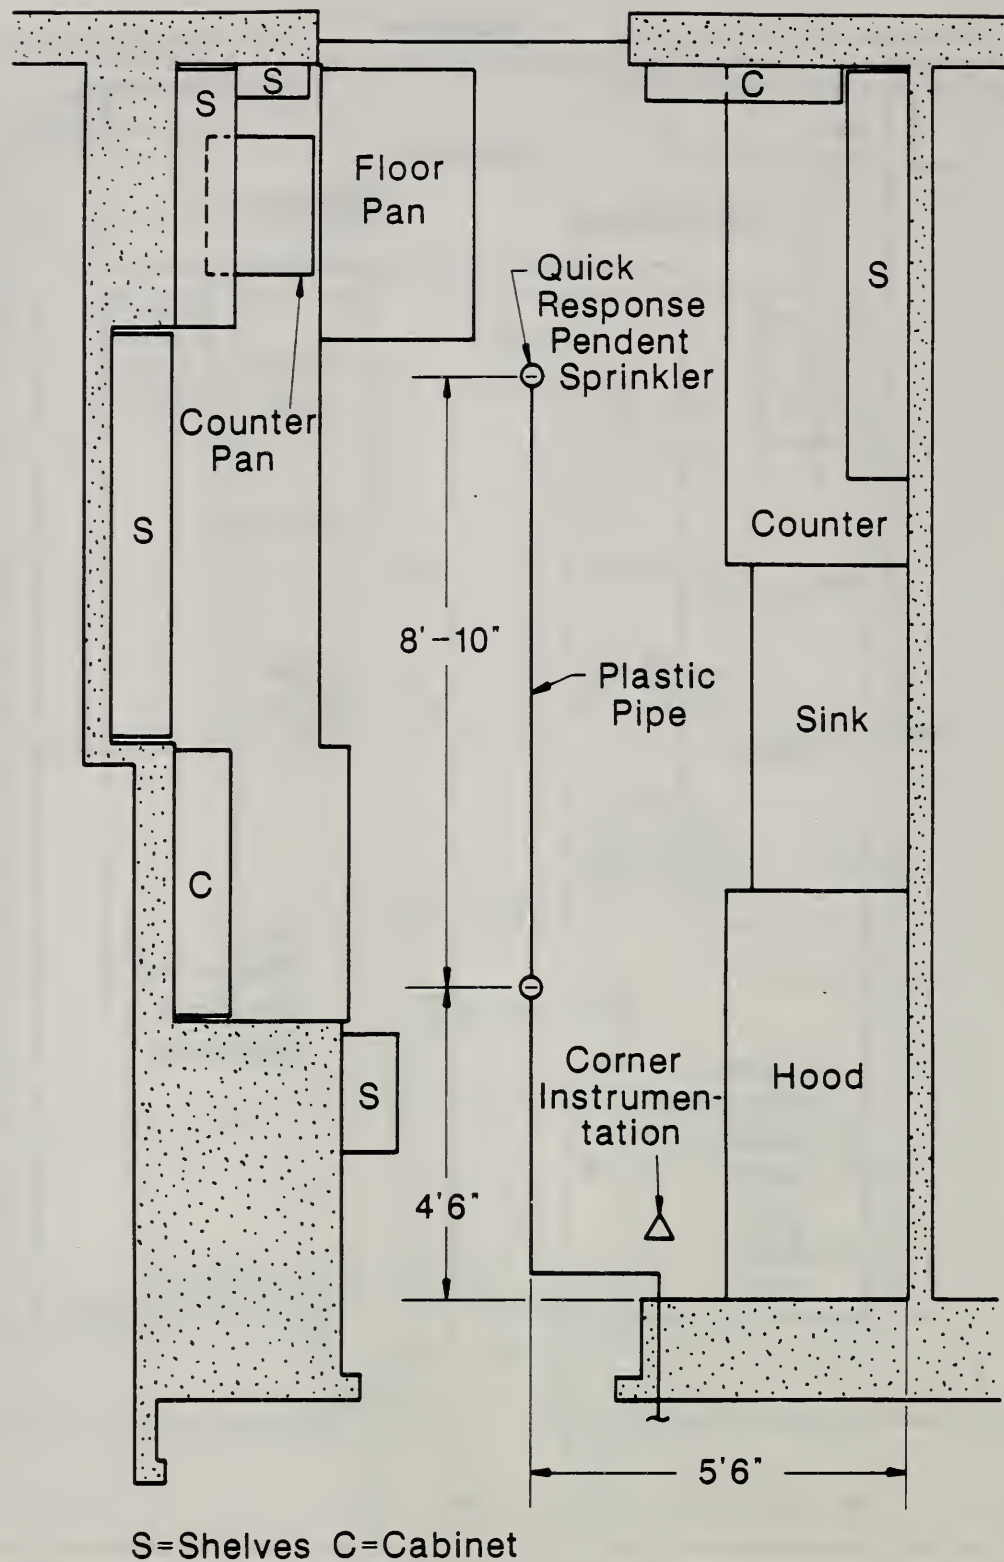 S
S
C
Floor
Pan
S
Quick
Response
Pendent
Sprinkler
Counter
Pan
S
Counter
8'-10"
Plastic
Pipe
Sink
C
Corner
Instrumen-
tation
Hood
S
4'6"
5'6"
S=Shelves C=Cabinet